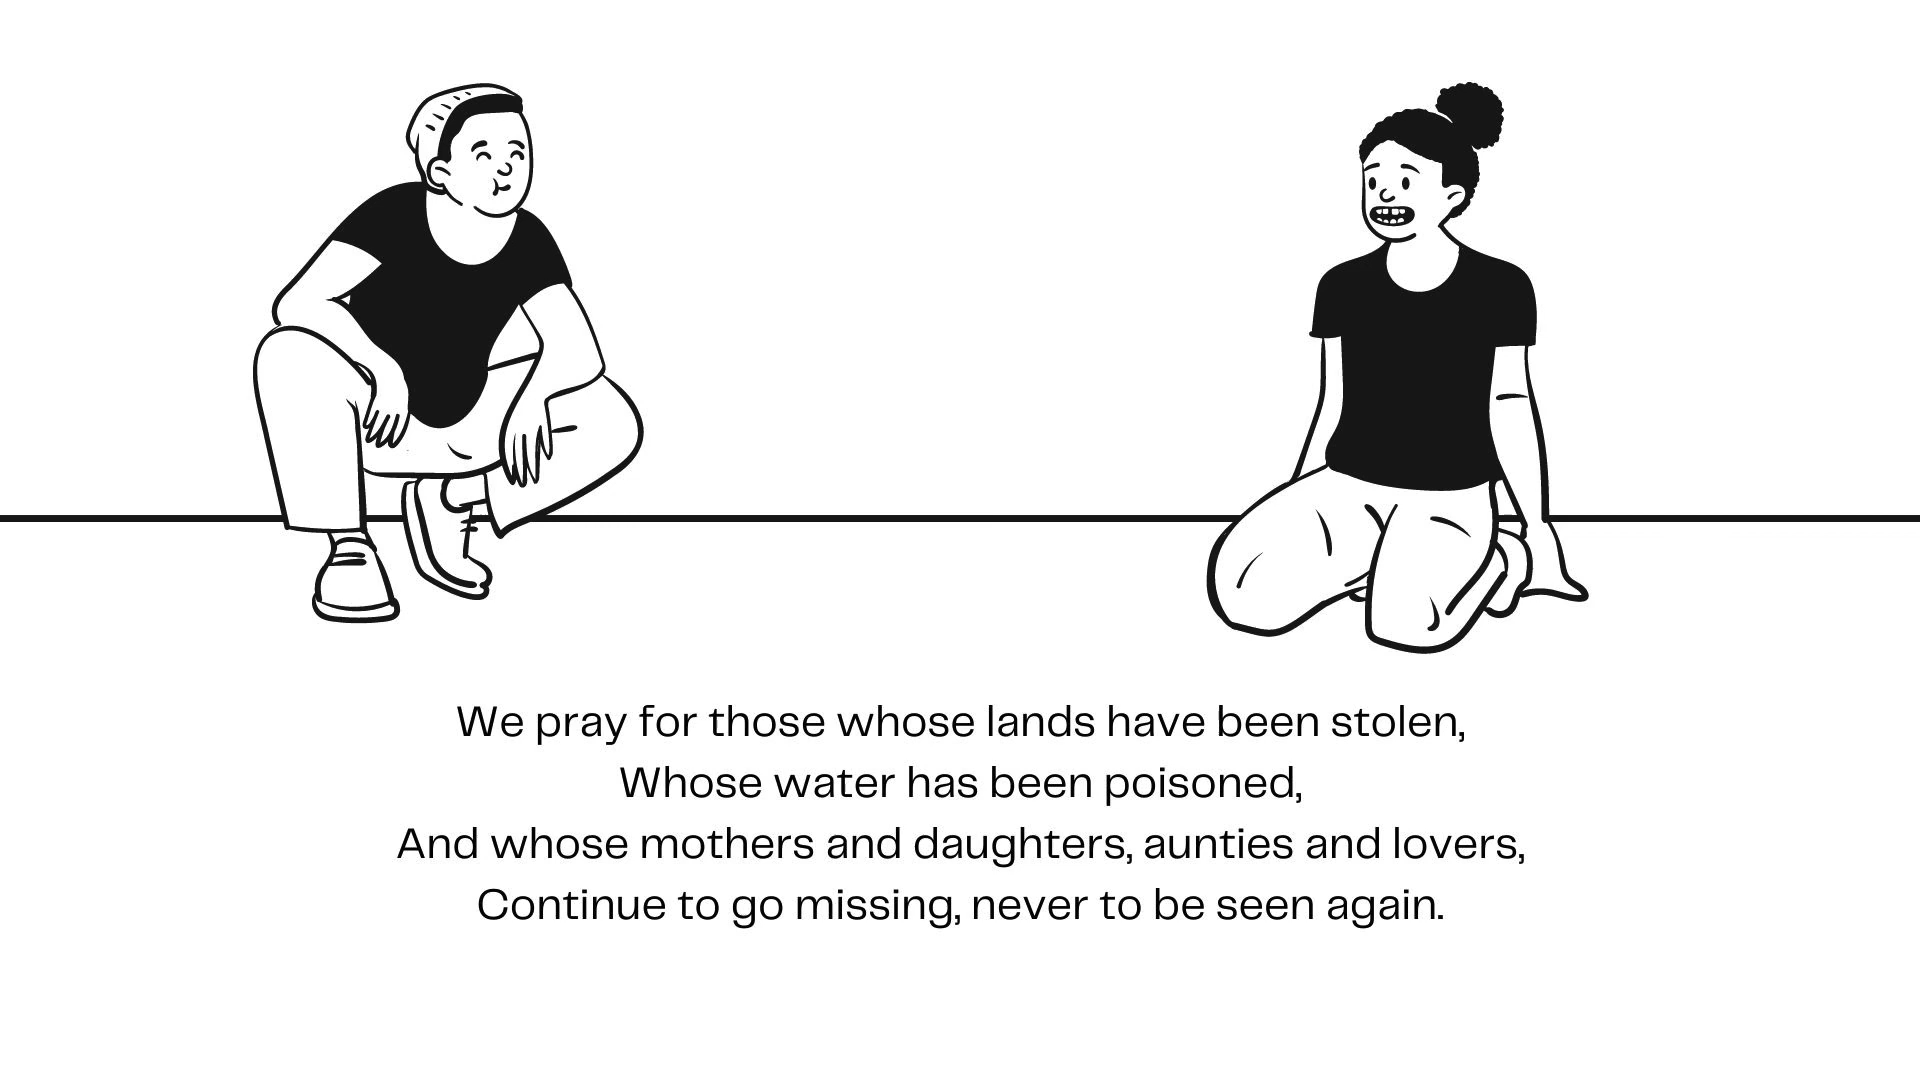 We pray for those whose lands have been stolen,
Whose water has been poisoned,
And whose mothers and daughters, aunties and lovers,
Continue to go missing, never to be seen again.